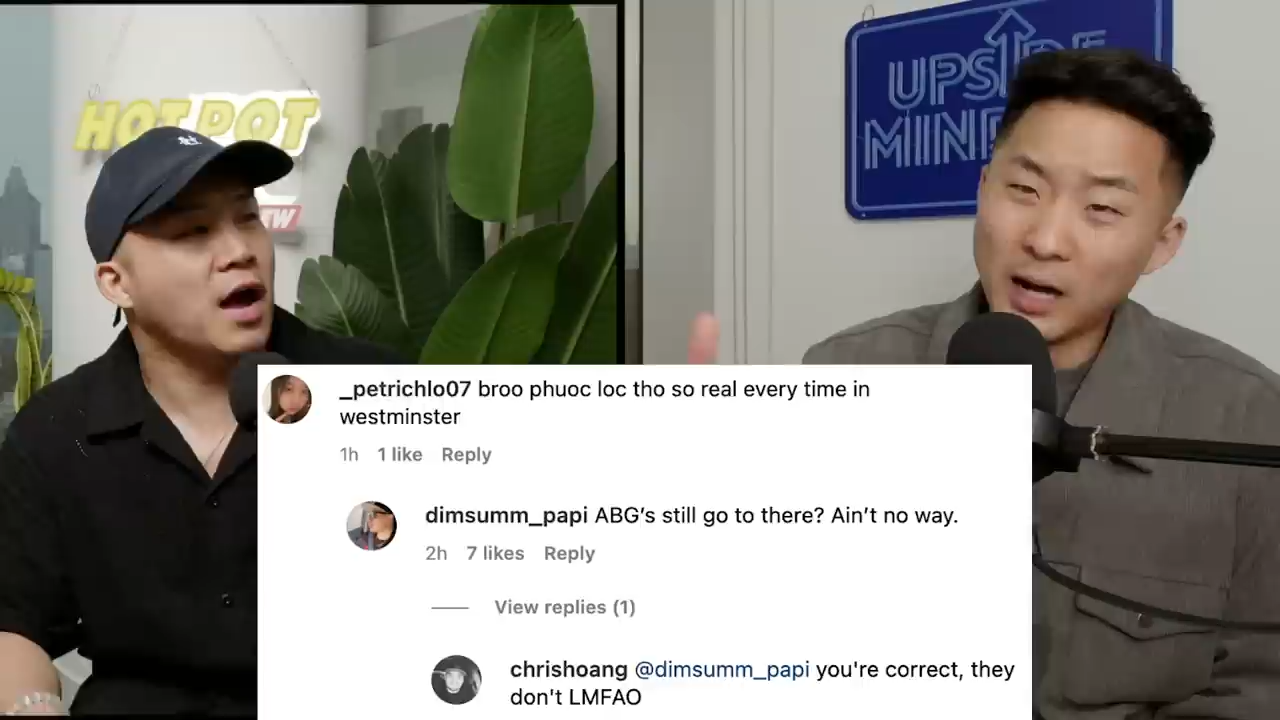 HOT POT
TW
UPSIDE
MIND
_petrichlo07 broo phuoc loc tho so real every time in
westminster
1h 1 like Reply
dimsumm_papi ABG’s still go to there? Ain’t no way.
2h 7 likes Reply
View replies (1)
chrishoang @dimsumm_papi you're correct, they
don't LMFAO